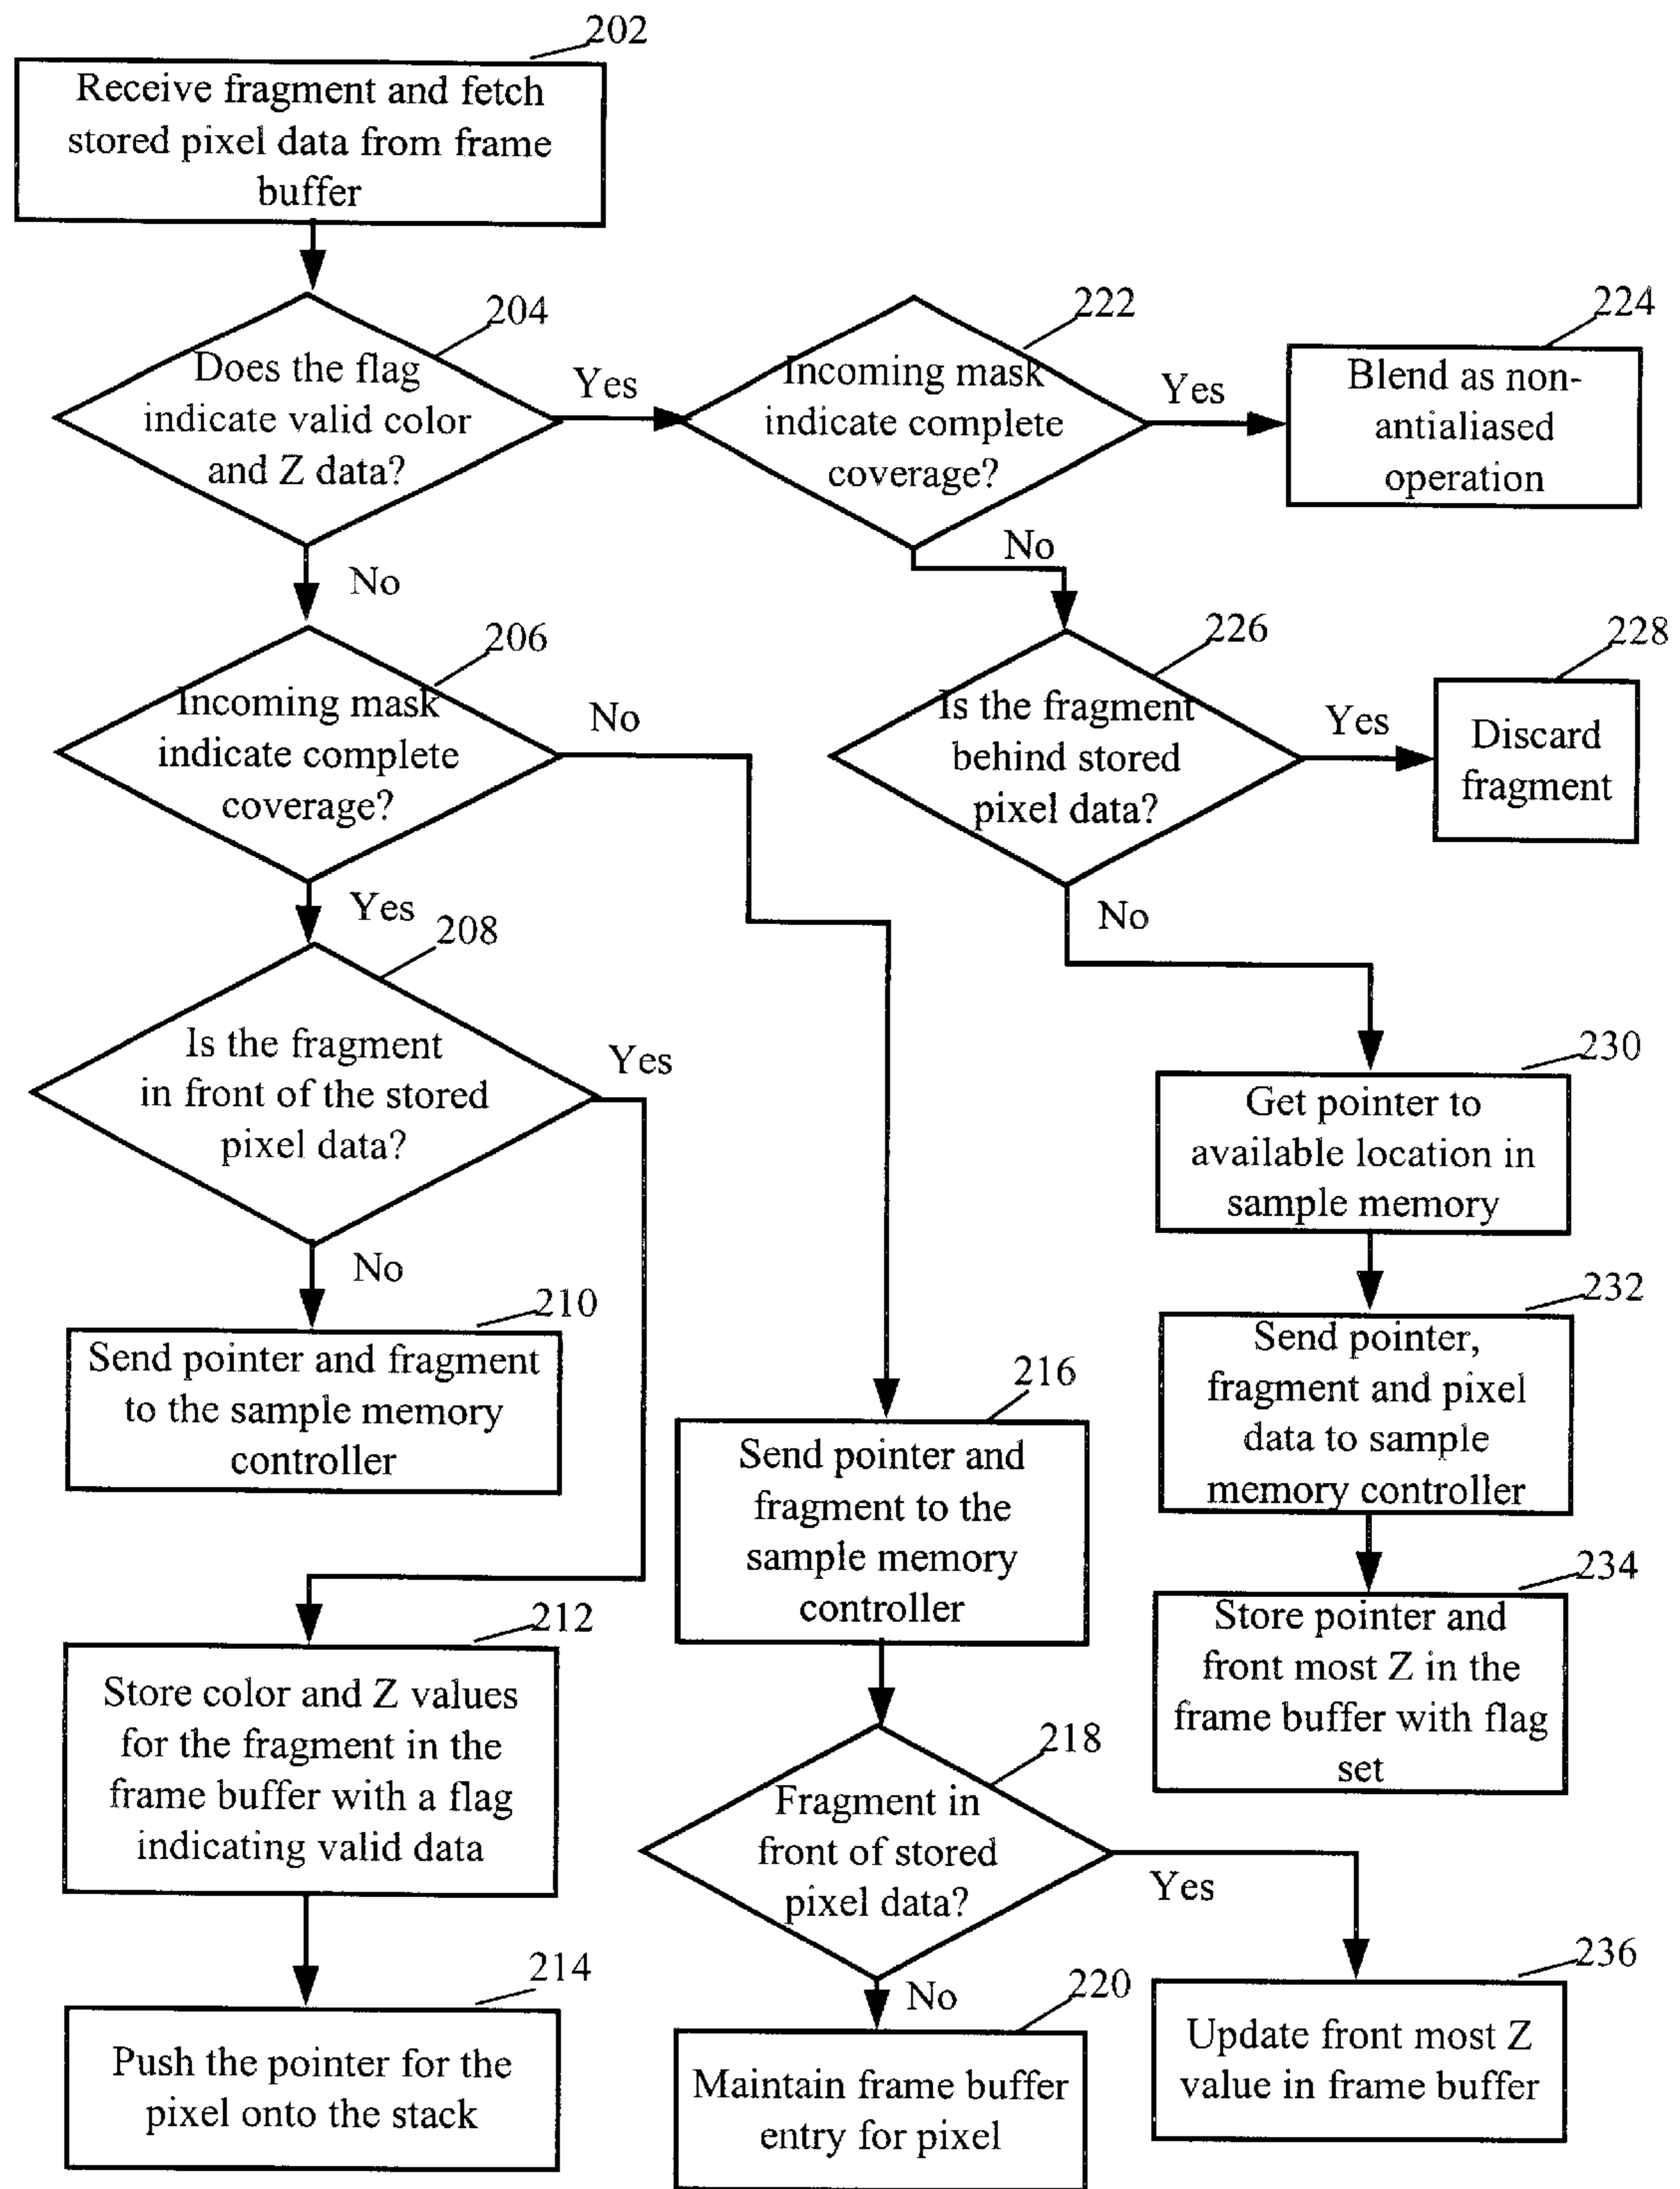 202
Receive fragment and fetch
stored pixel data from frame
buffer
204
Does the flag
indicate valid color
and Z data?
Yes
222
Incoming mask
indicate complete
coverage?
Yes
224
Blend as non-
antialiased
operation
No
No
206
Incoming mask
indicate complete
coverage?
No
226
Is the fragment
behind stored
pixel data?
Yes
228
Discard
fragment
Yes
No
208
Is the fragment
in front of the stored
pixel data?
Yes
No
230
Get pointer to
available location in
sample memory
210
Send pointer and fragment
to the sample memory
controller
232
Send pointer,
fragment and pixel
data to sample
memory controller
216
Send pointer and
fragment to the
sample memory
controller
234
Store pointer and
front most Z in the
frame buffer with flag
set
212
Store color and Z values
for the fragment in the
frame buffer with a flag
indicating valid data
218
Fragment in
front of stored
pixel data?
Yes
No
214
Push the pointer for the
pixel onto the stack
220
Maintain frame buffer
entry for pixel
236
Update front most Z
value in frame buffer